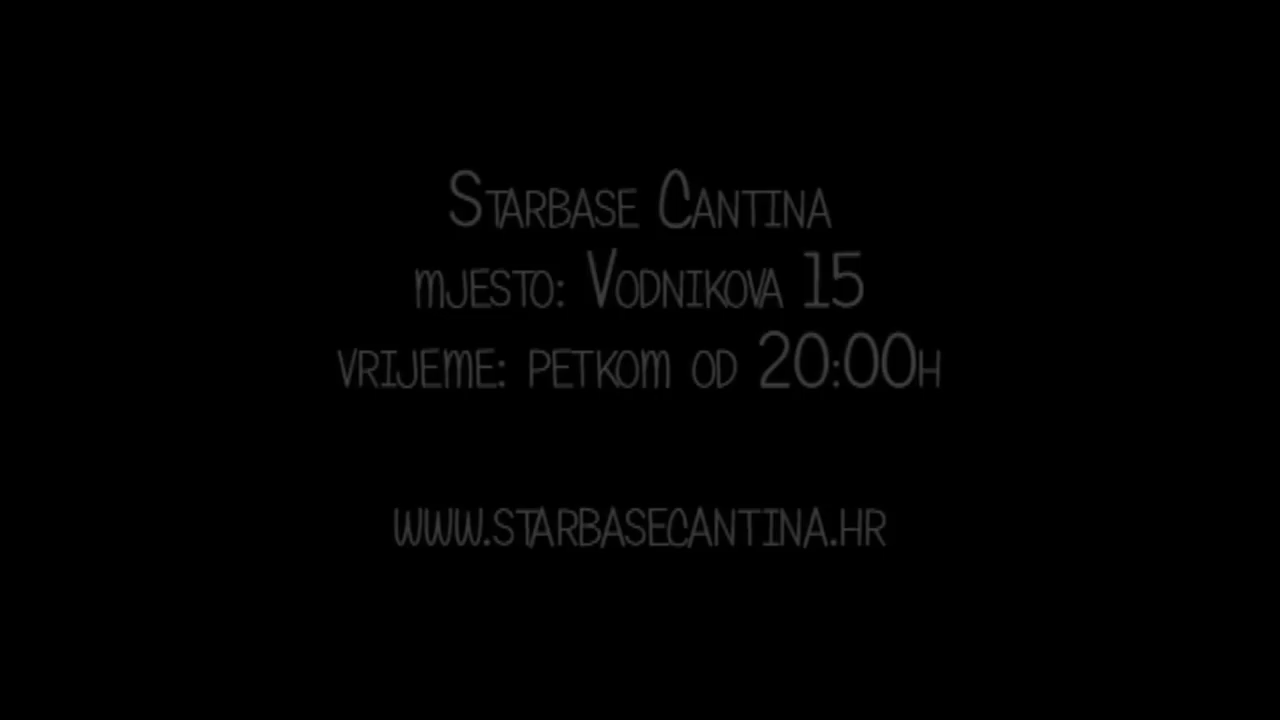 Starbase Cantina
mjesto: Vodnikova 15
vrijeme: petkom od 20:00h
www.starbasecantina.hr